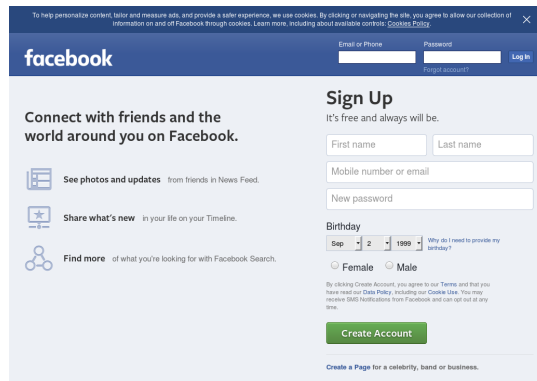 To help personalize content, tailor and measure ads, and provide a safer experience, we use cookies. By clicking or navigating the site, you agree to allow our collection of
information on and off Facebook through cookies. Learn more, including about available controls: Cookies Policy.
facebook
Email or Phone
Password
Log In
Forgot account?
Connect with friends and the
world around you on Facebook.
See photos and updates from friends in News Feed.
Share what's new in your life on your Timeline.
Find more of what you're looking for with Facebook Search.
Sign Up
It's free and always will be.
First name Last name
Mobile number or email
New password
Birthday
Sep 2 1999 Why do I need to provide my
birthday?
Female Male
By clicking Create Account, you agree to our Terms and that you
have read our Data Policy, including our Cookie Use. You may
receive SMS Notifications from Facebook and can opt out at any
time.
Create Account
Create a Page for a celebrity, band or business.